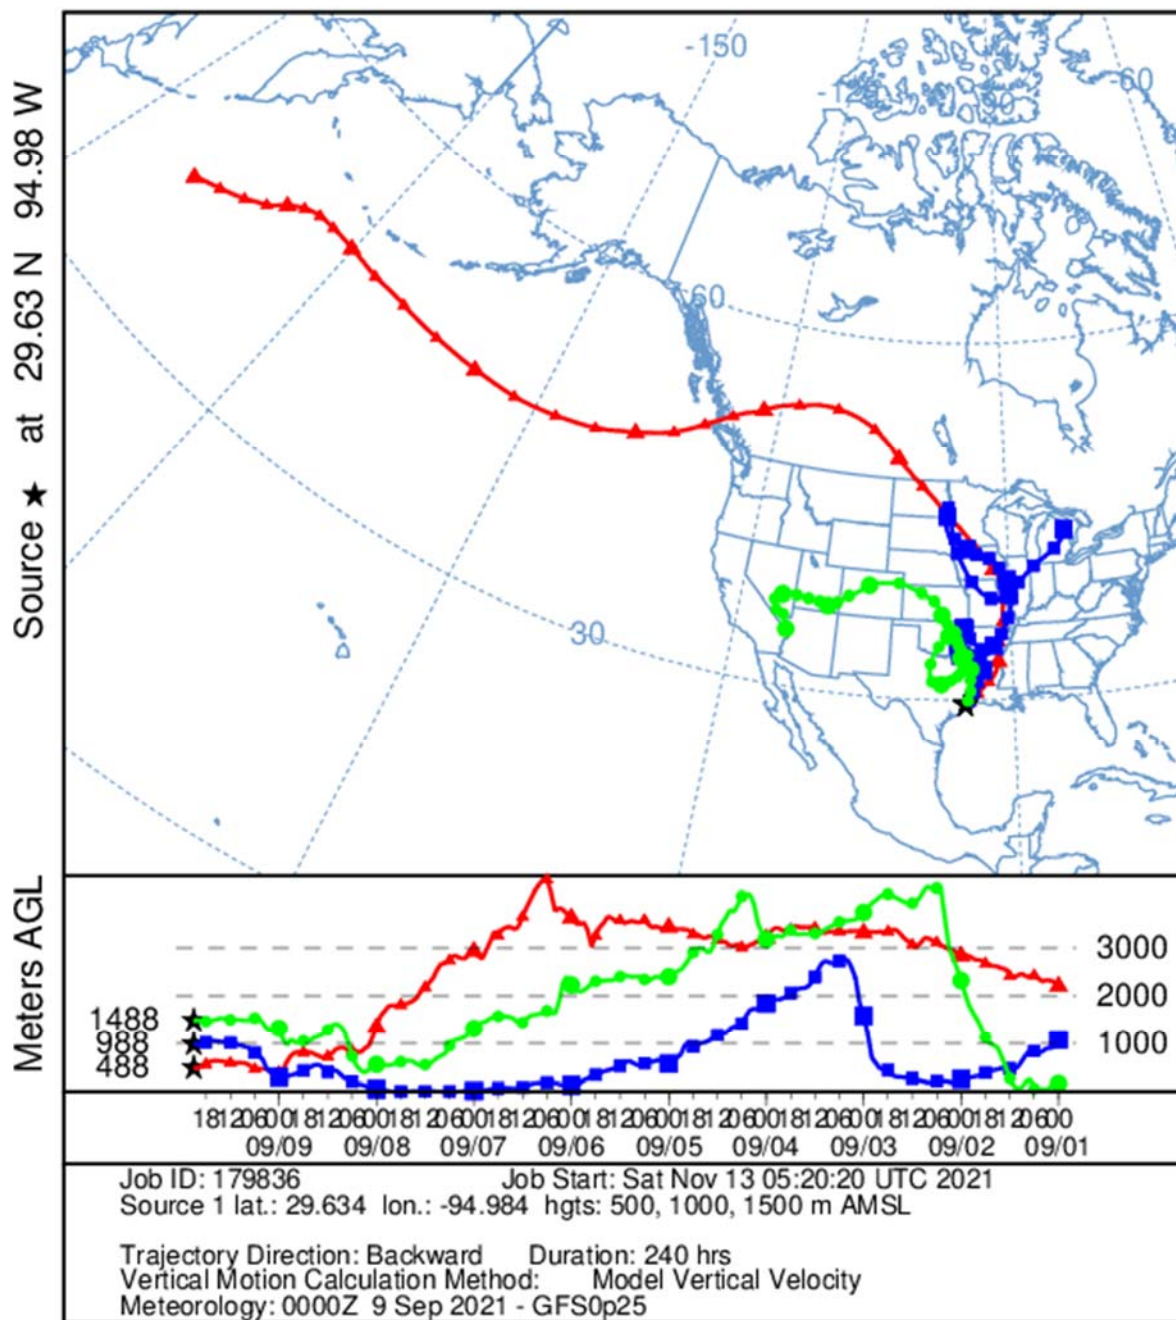 Source ★ at 29.63 N 94.98 W
-150
-60
60
30
Meters AGL
3000
2000
1000
1488
988
488
09/09 09/08 09/07 09/06 09/05 09/04 09/03 09/02 09/01
Job ID: 179836 Job Start: Sat Nov 13 05:20:20 UTC 2021
Source 1 lat.: 29.634 lon.: -94.984 hgts: 500, 1000, 1500 m AMSL
Trajectory Direction: Backward Duration: 240 hrs
Vertical Motion Calculation Method: Model Vertical Velocity
Meteorology: 0000Z 9 Sep 2021 - GFS0p25